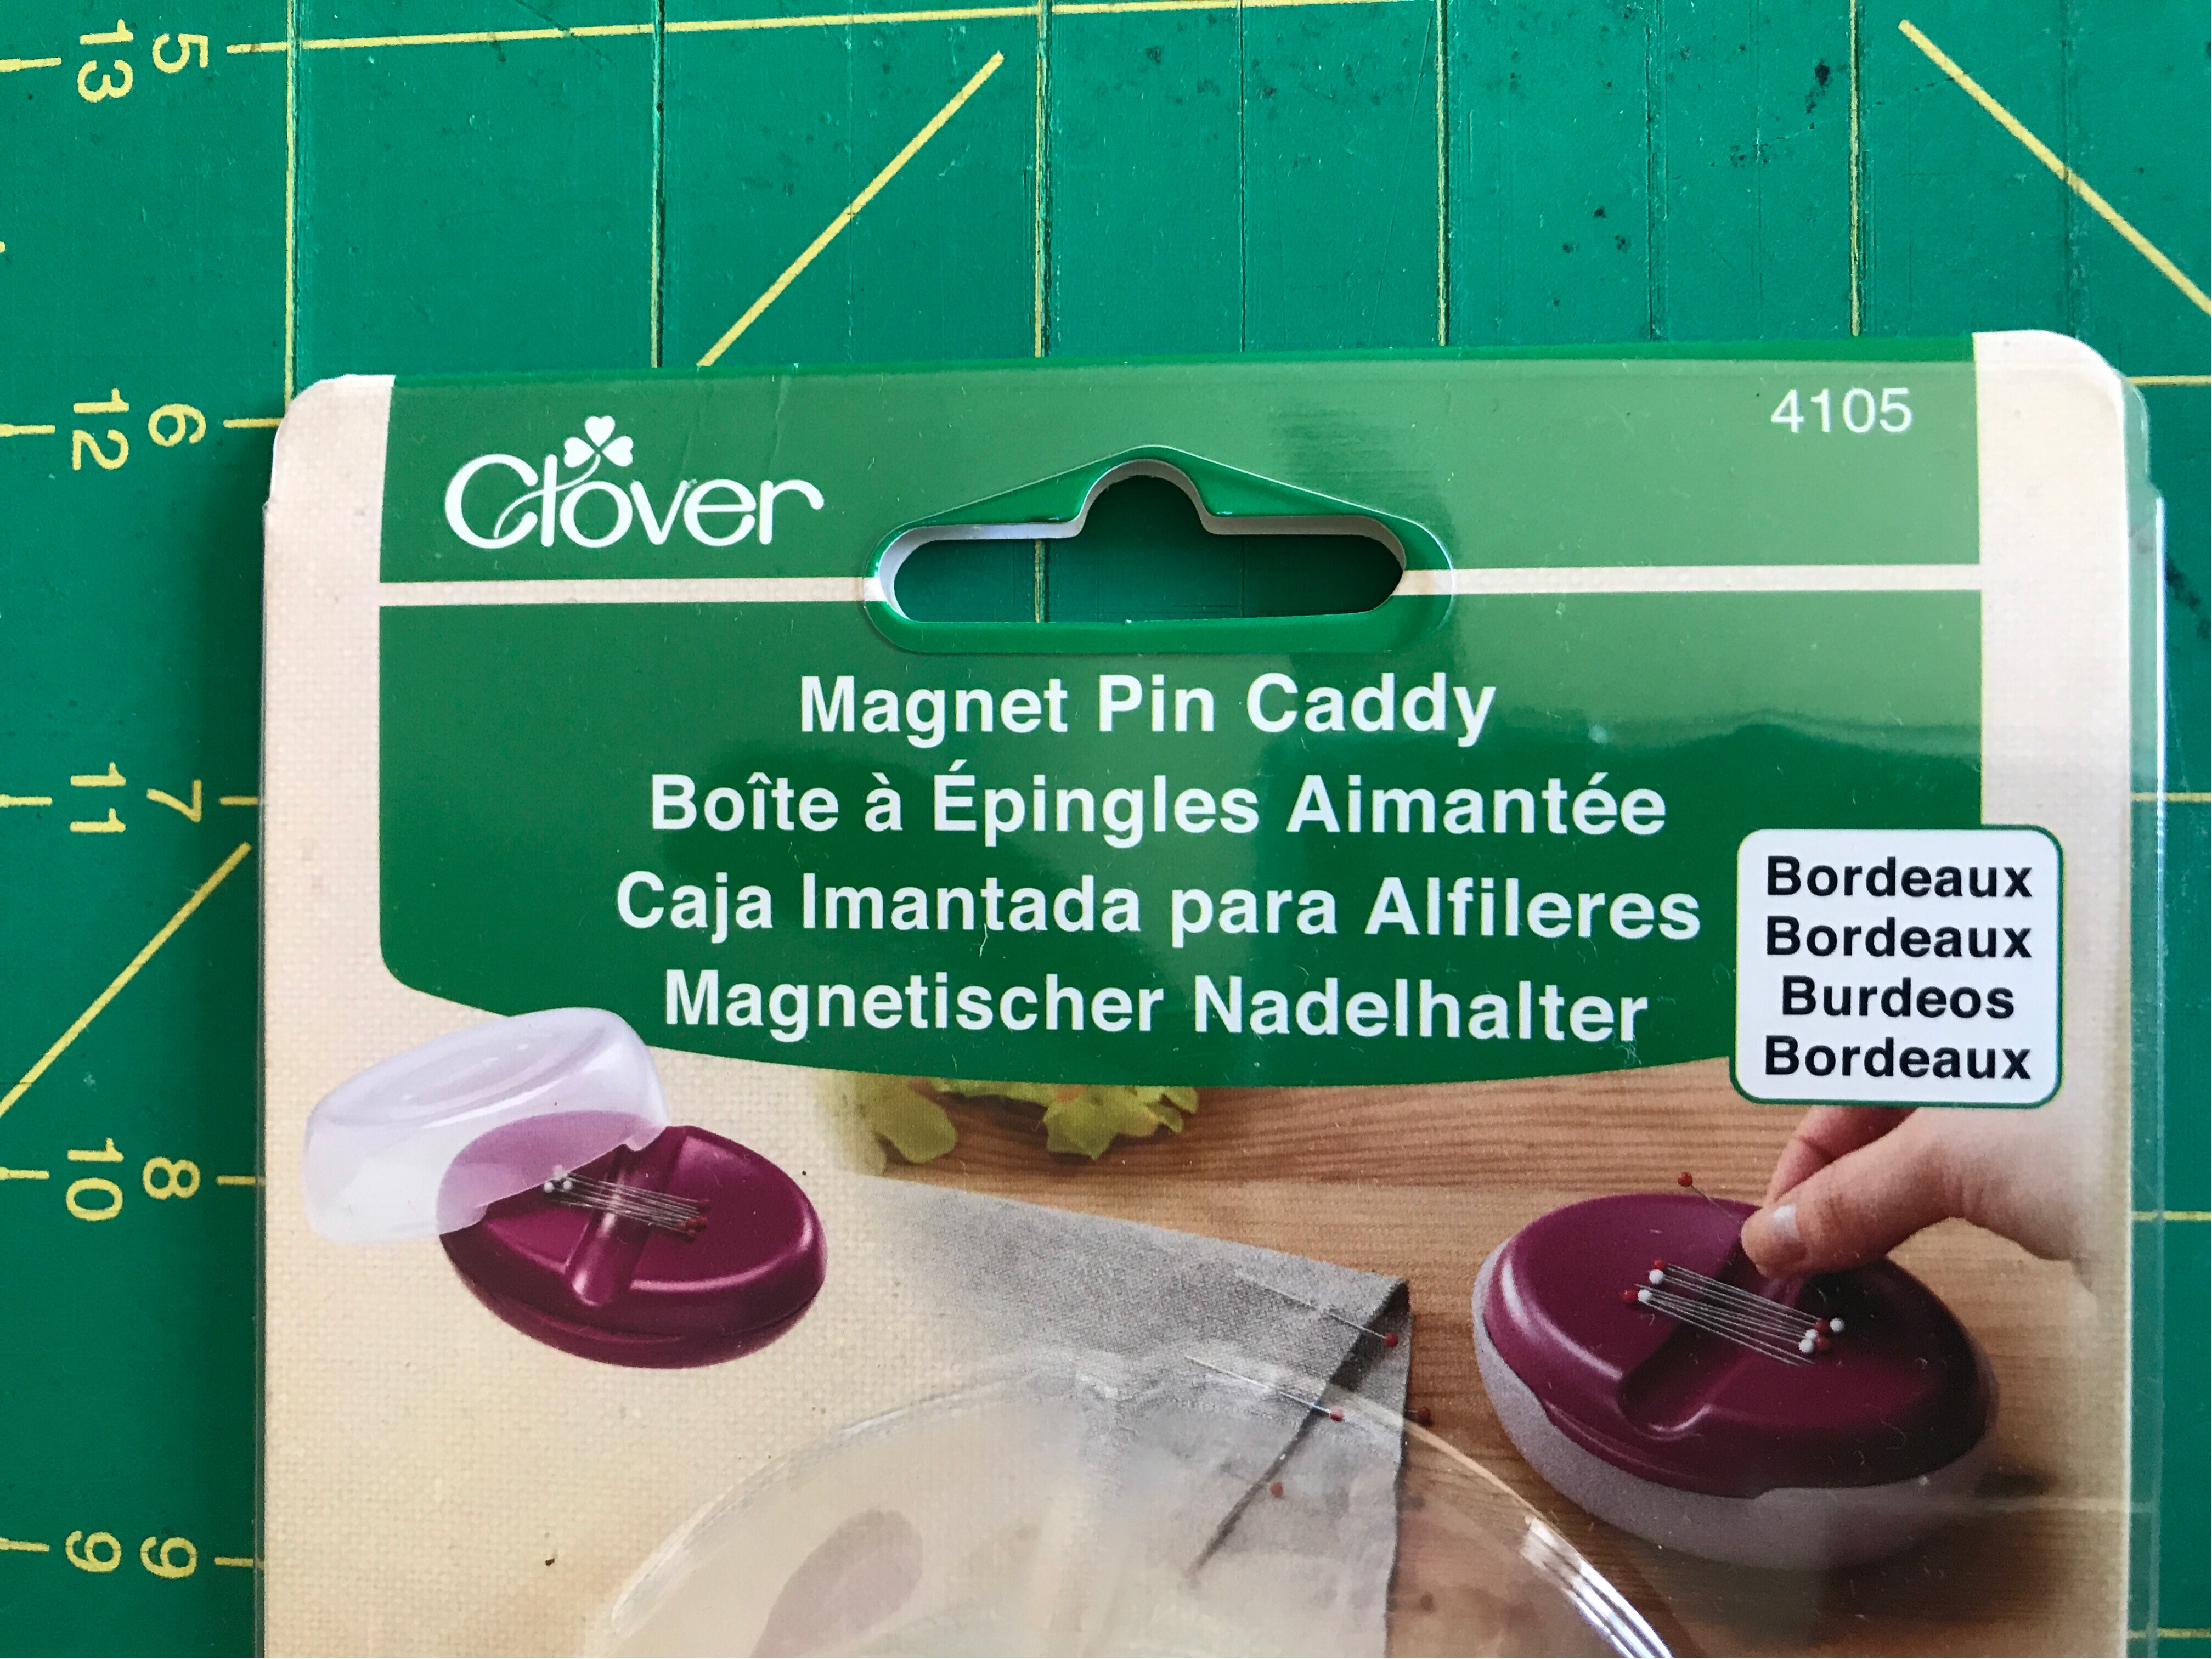 13 5
12 6
11 7
10 8
9 9
Clover
4105
Magnet Pin Caddy
Boîte à Épingles Aimantée
Caja Imantada para Alfileres
Magnetischer Nadelhalter
Bordeaux
Bordeaux
Burdeos
Bordeaux